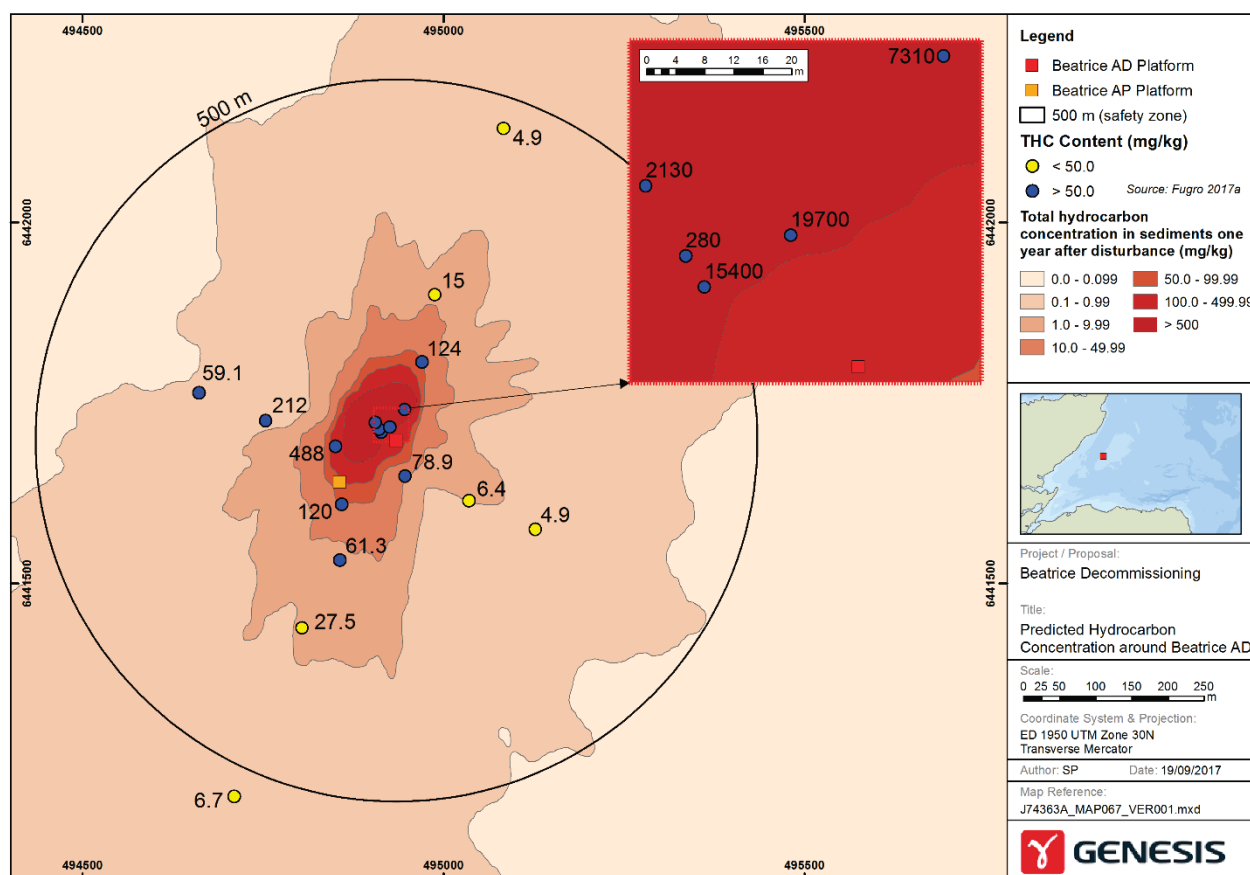 494500
495000
495500
6442000
6442000
6441500
6441500
494500
495000
495500
500 m
4.9
15
124
59.1
212
488
78.9
120
6.4
4.9
61.3
27.5
6.7
0 4 8 12 16 20
m
7310
2130
19700
280
15400
Legend
Beatrice AD Platform
Beatrice AP Platform
500 m (safety zone)
THC Content (mg/kg)
< 50.0
> 50.0 Source: Fugro 2017a
Total hydrocarbon
concentration in sediments one
year after disturbance (mg/kg)
0.0 - 0.099
0.1 - 0.99
1.0 - 9.99
10.0 - 49.99
50.0 - 99.99
100.0 - 499.99
> 500
Project / Proposal:
Beatrice Decommissioning
Title:
Predicted Hydrocarbon
Concentration around Beatrice AD
Scale:
0 25 50 100 150 200 250
m
Coordinate System & Projection:
ED 1950 UTM Zone 30N
Transverse Mercator
Author: SP Date: 19/09/2017
Map Reference:
J74363A_MAP067_VER001.mxd
GENESIS